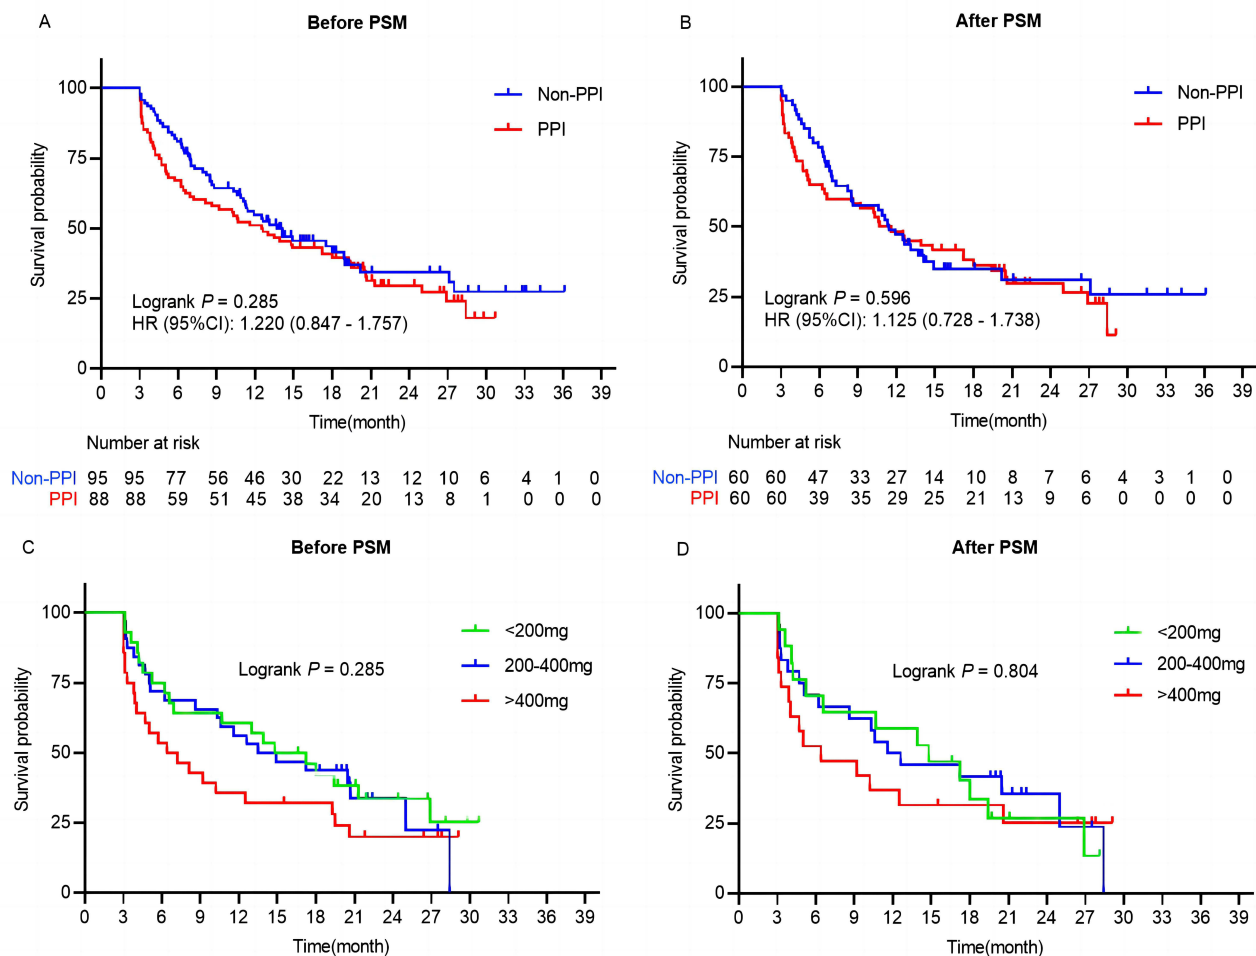 A
Before PSM
100
75
50
25
0
Survival probability
Non-PPI
PPI
Logrank P = 0.285
HR (95%CI): 1.220 (0.847 - 1.757)
0 3 6 9 12 15 18 21 24 27 30 33 36 39
Time(month)
Number at risk
Non-PPI 95 95 77 56 46 30 22 13 12 10 6 4 1 0
PPI 88 88 59 51 45 38 34 20 13 8 1 0 0 0
B
After PSM
100
75
50
25
0
Survival probability
Non-PPI
PPI
Logrank P = 0.596
HR (95%CI): 1.125 (0.728 - 1.738)
0 3 6 9 12 15 18 21 24 27 30 33 36 39
Time(month)
Number at risk
Non-PPI 60 60 47 33 27 14 10 8 7 6 4 3 1 0
PPI 60 60 39 35 29 25 21 13 9 6 0 0 0 0
C
Before PSM
100
75
50
25
0
Survival probability
<200mg
200-400mg
>400mg
Logrank P = 0.285
0 3 6 9 12 15 18 21 24 27 30 33 36 39
Time(month)
D
After PSM
100
75
50
25
0
Survival probability
<200mg
200-400mg
>400mg
Logrank P = 0.804
0 3 6 9 12 15 18 21 24 27 30 33 36 39
Time(month)